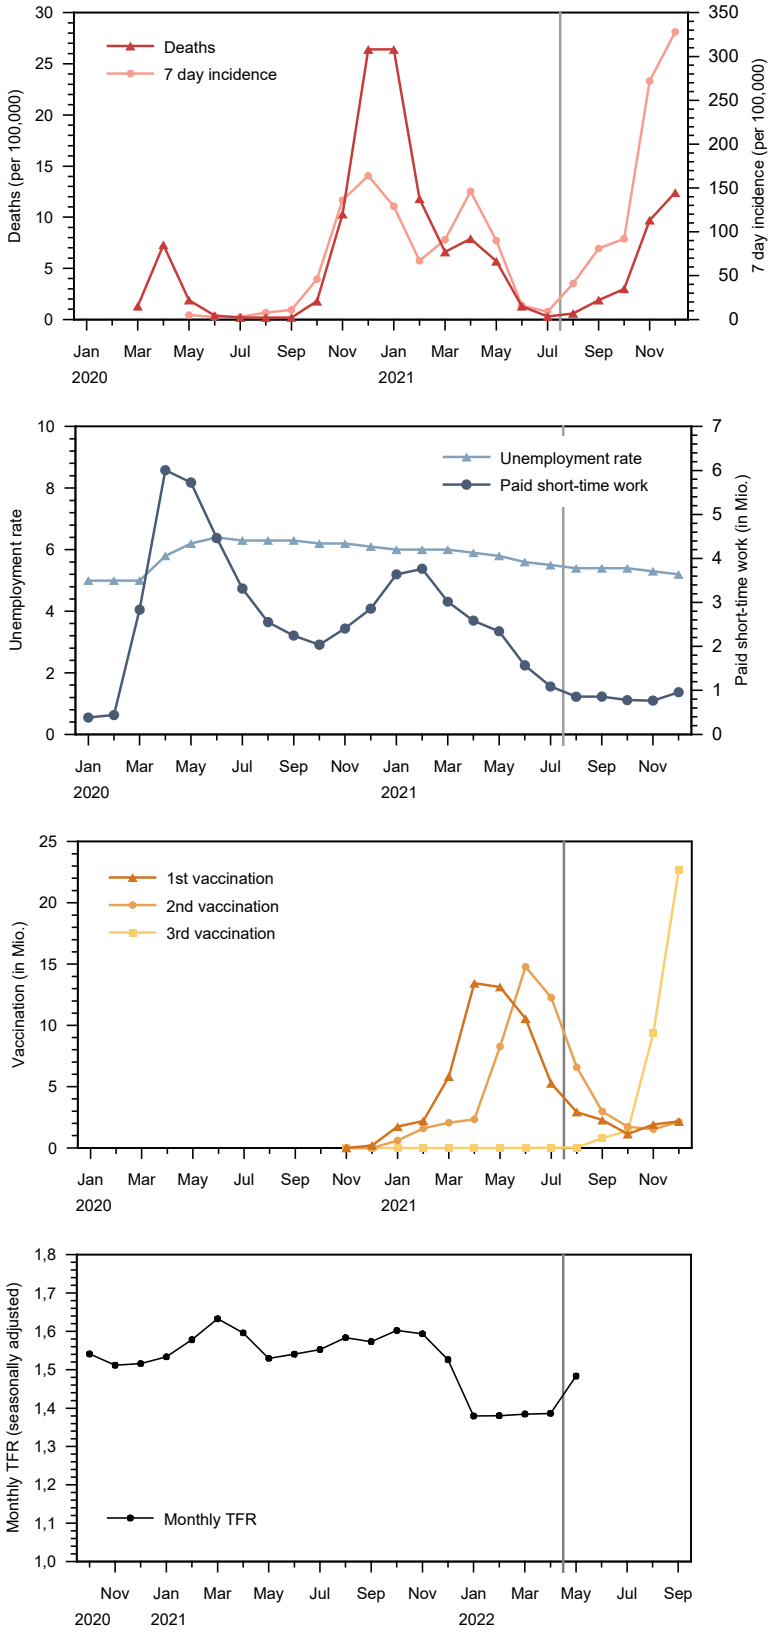 30
25
20
15
10
5
0
Deaths (per 100,000)
Deaths
7 day incidence
350
300
250
200
150
100
50
0
7 day incidence (per 100,000)
Jan Mar May Jul Sep Nov Jan Mar May Jul Sep Nov
2020 2021
10
8
6
4
2
0
Unemployment rate
Unemployment rate
Paid short-time work
7
6
5
4
3
2
1
0
Paid short-time work (in Mio.)
Jan Mar May Jul Sep Nov Jan Mar May Jul Sep Nov
2020 2021
25
20
15
10
5
0
Vaccination (in Mio.)
1st vaccination
2nd vaccination
3rd vaccination
Jan Mar May Jul Sep Nov Jan Mar May Jul Sep Nov
2020 2021
1,8
1,7
1,6
1,5
1,4
1,3
1,2
1,1
1,0
Monthly TFR (seasonally adjusted)
Monthly TFR
Nov Jan Mar May Jul Sep Nov Jan Mar May Jul Sep
2020 2021 2022